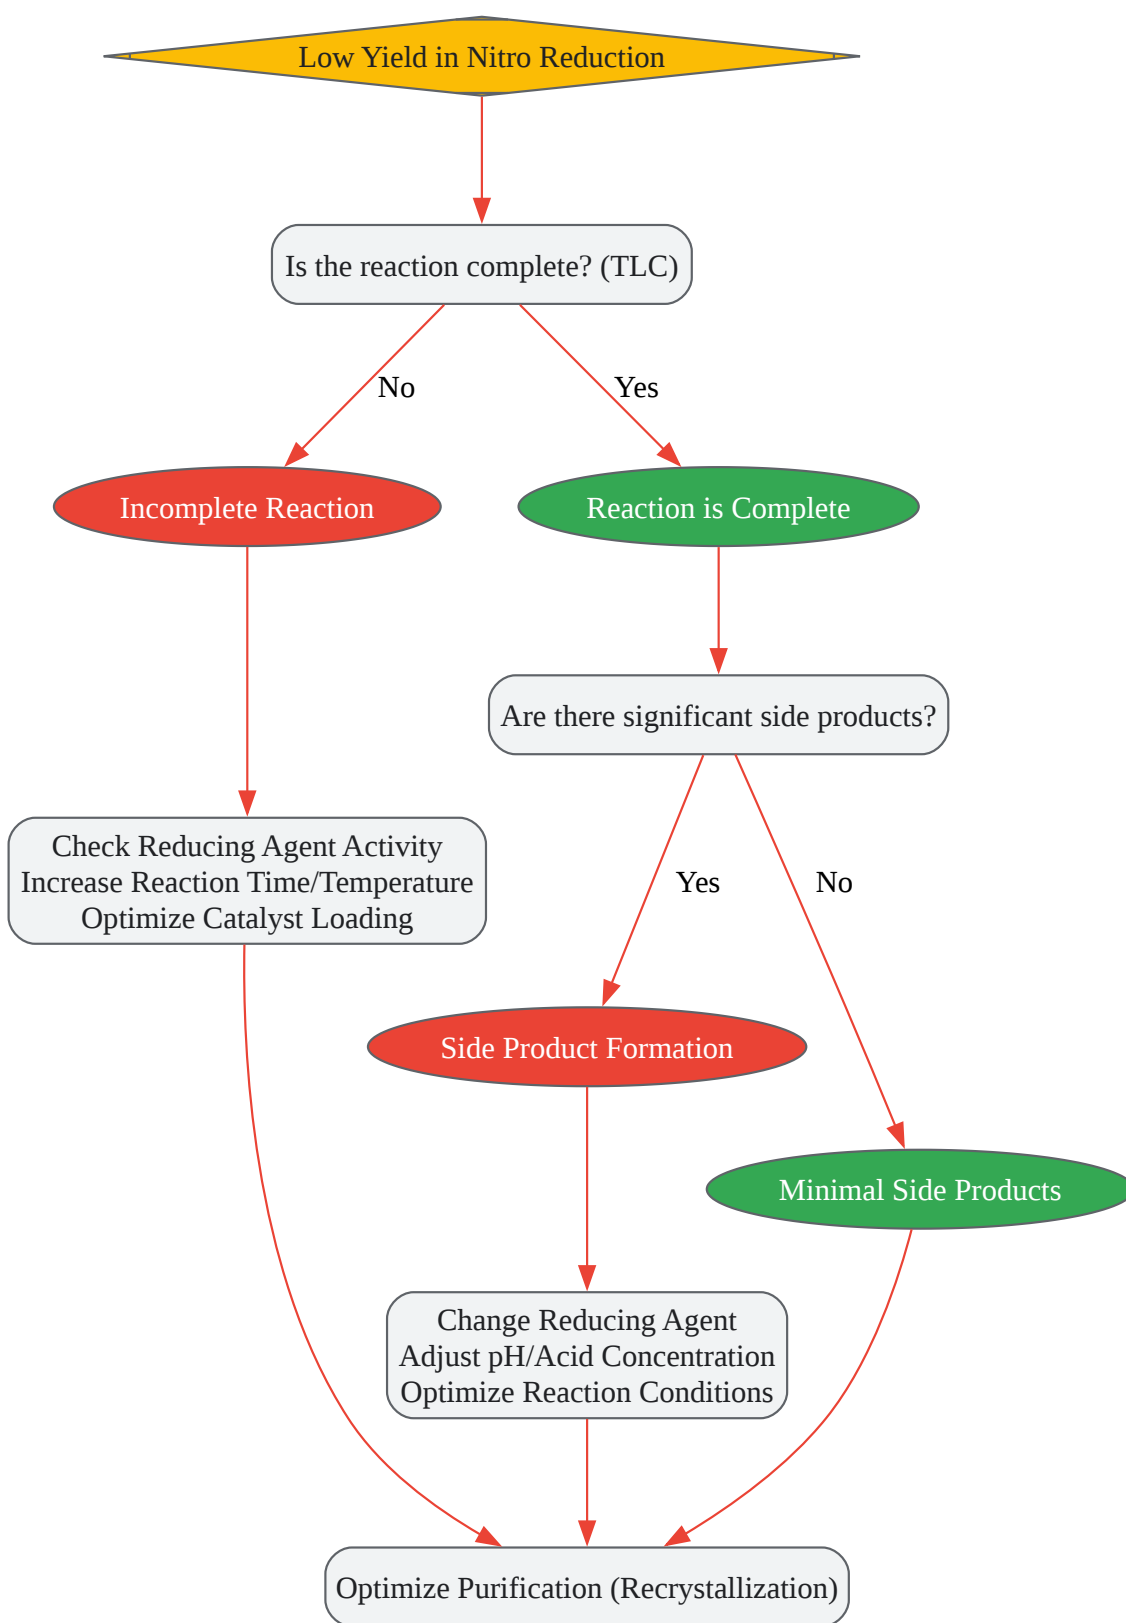 Low Yield in Nitro Reduction
Is the reaction complete? (TLC)
No
Yes
Incomplete Reaction
Reaction is Complete
Are there significant side products?
Check Reducing Agent Activity
Increase Reaction Time/Temperature
Optimize Catalyst Loading
Yes
No
Side Product Formation
Minimal Side Products
Change Reducing Agent
Adjust pH/Acid Concentration
Optimize Reaction Conditions
Optimize Purification (Recrystallization)